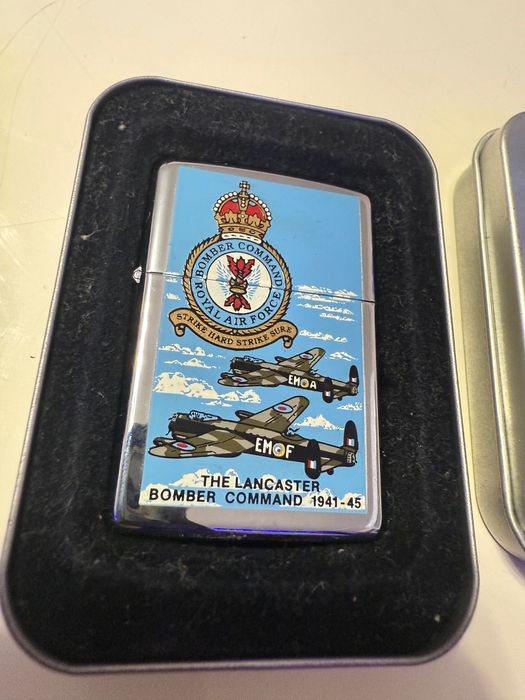 BOMBER COMMAND
ROYAL AIR FORCE
STRIKE HARD STRIKE SURE
EM A
EM F
THE LANCASTER
BOMBER COMMAND 1941-45